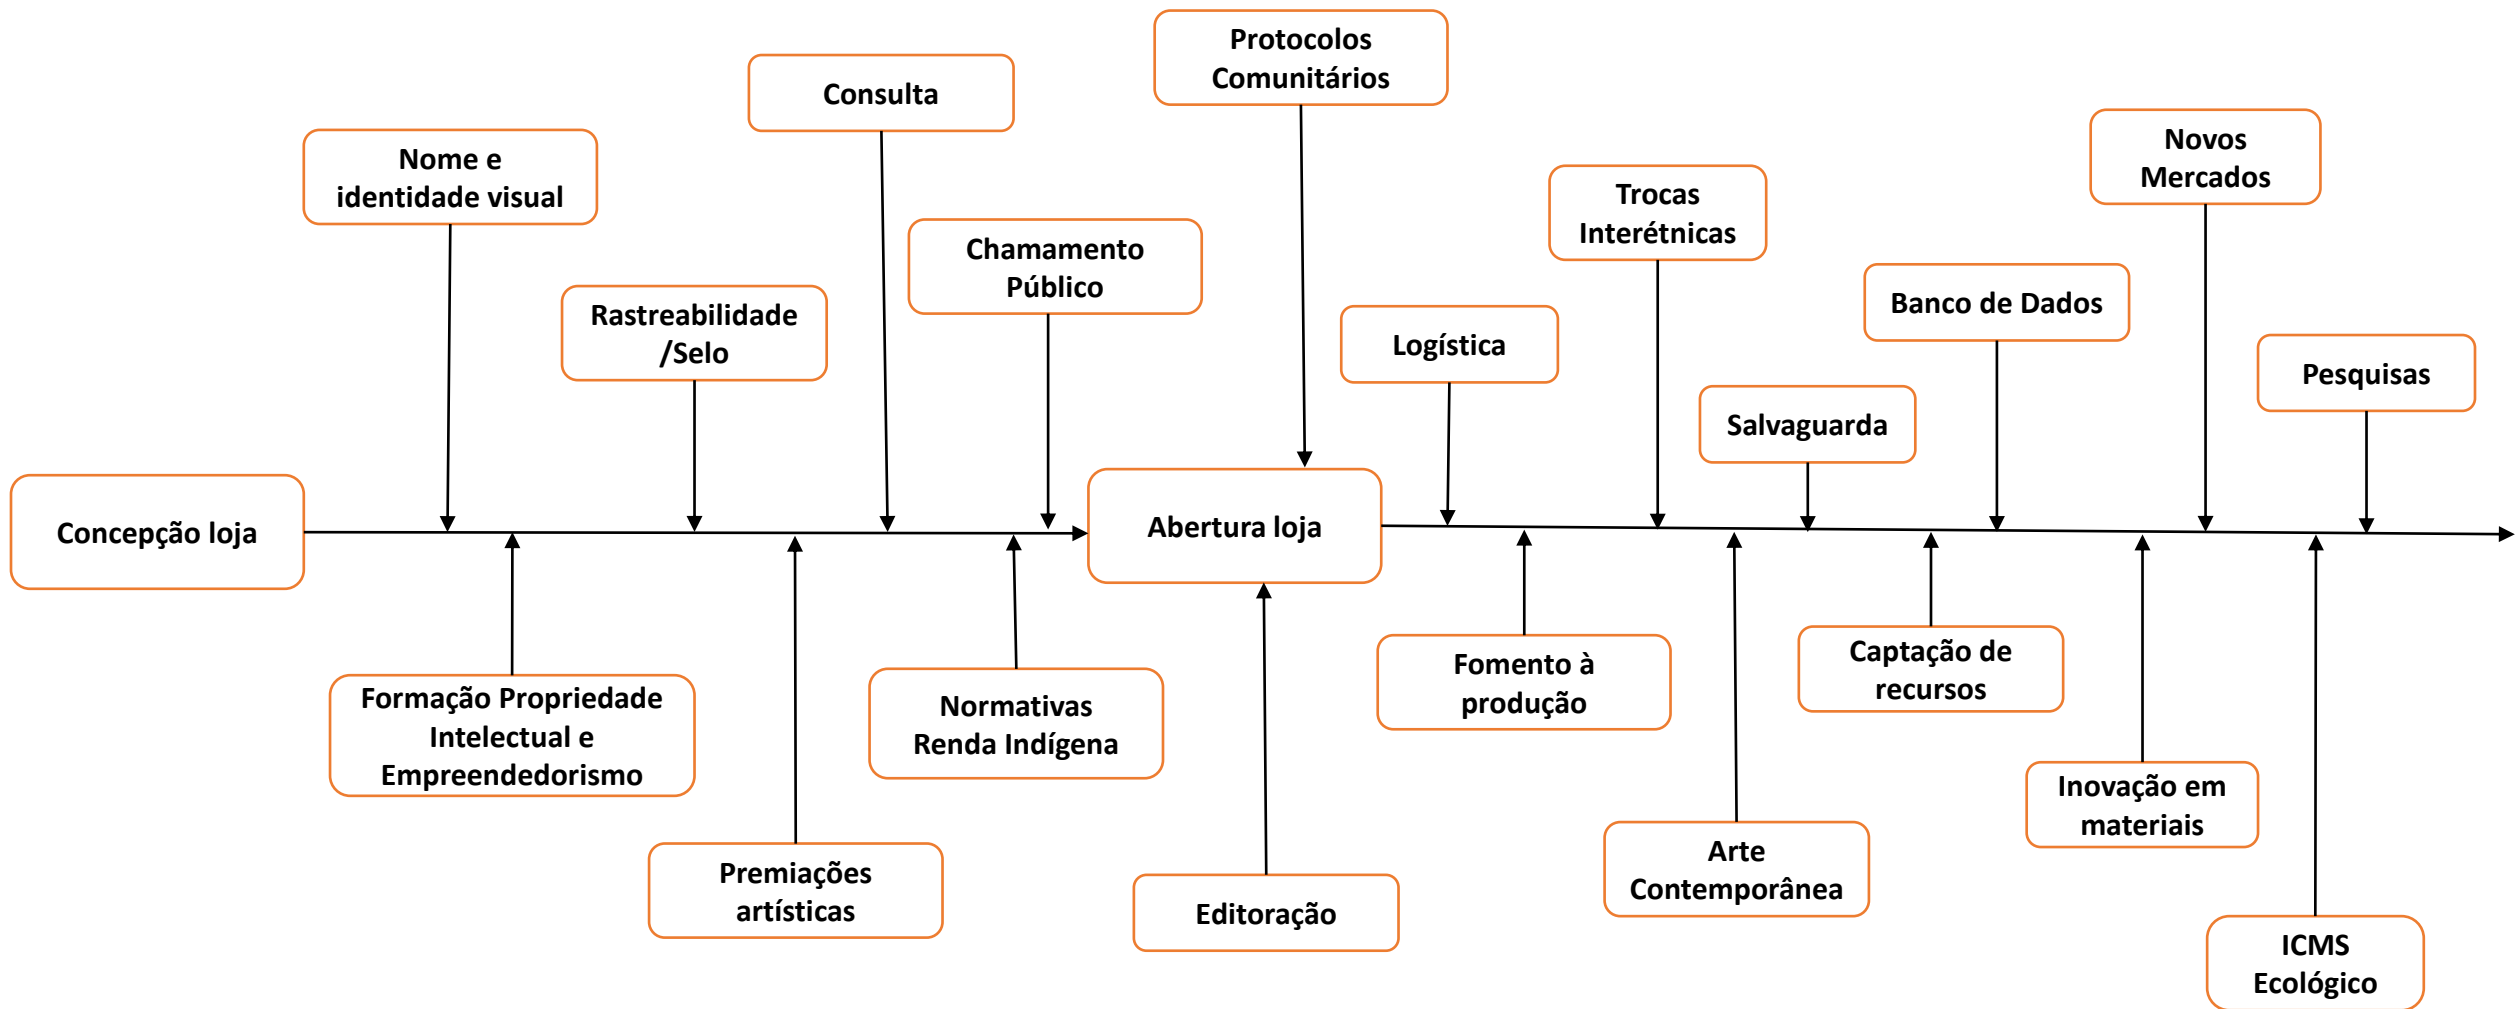 Protocolos
Comunitários
Consulta
Nome e
identidade visual
Novos
Mercados
Trocas
Interétnicas
Chamamento
Público
Rastreabilidade
/Selo
Banco de Dados
Logística
Pesquisas
Salvaguarda
Concepção loja
Abertura loja
Fomento à
produção
Captação de
recursos
Formação Propriedade
Intelectual e
Empreendedorismo
Normativas
Renda Indígena
Inovação em
materiais
Premiações
artísticas
Arte
Contemporânea
Editoração
ICMS
Ecológico